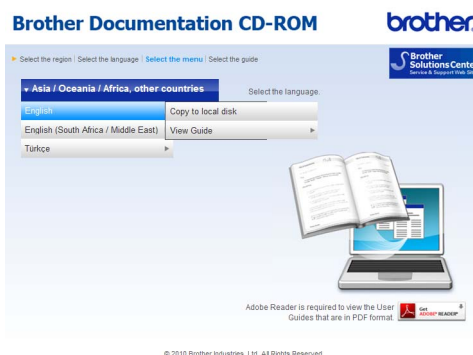 Brother Documentation CD-ROM
brother
Select the region | Select the language | Select the menu | Select the guide
Brother
Solutions Center
Service & Support Web Sit
Asia / Oceania / Africa, other countries
Select the language.
English
Copy to local disk
English (South Africa / Middle East)
View Guide
Türkçe
Adobe Reader is required to view the User
Guides that are in PDF format.
Get
ADOBE® READER®
© 2010 Brother Industries, Ltd. All Rights Reserved.